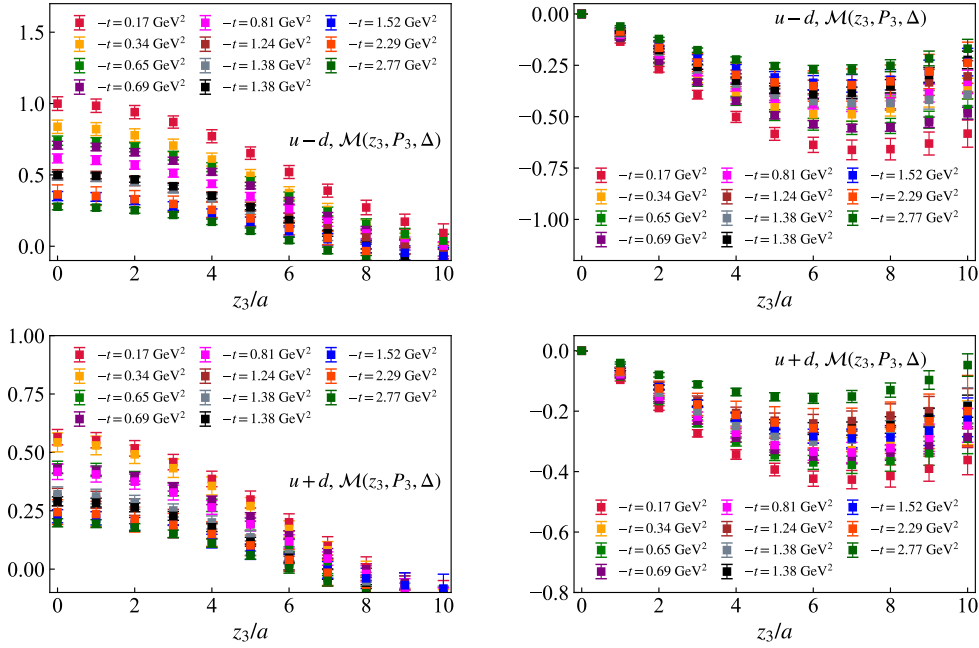 1.5
1.0
0.5
0.0
−t = 0.17 GeV² −t = 0.81 GeV² −t = 1.52 GeV²
−t = 0.34 GeV² −t = 1.24 GeV² −t = 2.29 GeV²
−t = 0.65 GeV² −t = 1.38 GeV² −t = 2.77 GeV²
−t = 0.69 GeV² −t = 1.38 GeV²
u − d, ℳ(z₃, P₃, Δ)
0 2 4 6 8 10
z₃/a
−0.00
−0.25
−0.50
−0.75
−1.00
u − d, ℳ(z₃, P₃, Δ)
−t = 0.17 GeV² −t = 0.81 GeV² −t = 1.52 GeV²
−t = 0.34 GeV² −t = 1.24 GeV² −t = 2.29 GeV²
−t = 0.65 GeV² −t = 1.38 GeV² −t = 2.77 GeV²
−t = 0.69 GeV² −t = 1.38 GeV²
0 2 4 6 8 10
z₃/a
1.00
0.75
0.50
0.25
0.00
−t = 0.17 GeV² −t = 0.81 GeV² −t = 1.52 GeV²
−t = 0.34 GeV² −t = 1.24 GeV² −t = 2.29 GeV²
−t = 0.65 GeV² −t = 1.38 GeV² −t = 2.77 GeV²
−t = 0.69 GeV² −t = 1.38 GeV²
u + d, ℳ(z₃, P₃, Δ)
0 2 4 6 8 10
z₃/a
−0.0
−0.2
−0.4
−0.6
−0.8
u + d, ℳ(z₃, P₃, Δ)
−t = 0.17 GeV² −t = 0.81 GeV² −t = 1.52 GeV²
−t = 0.34 GeV² −t = 1.24 GeV² −t = 2.29 GeV²
−t = 0.65 GeV² −t = 1.38 GeV² −t = 2.77 GeV²
−t = 0.69 GeV² −t = 1.38 GeV²
0 2 4 6 8 10
z₃/a